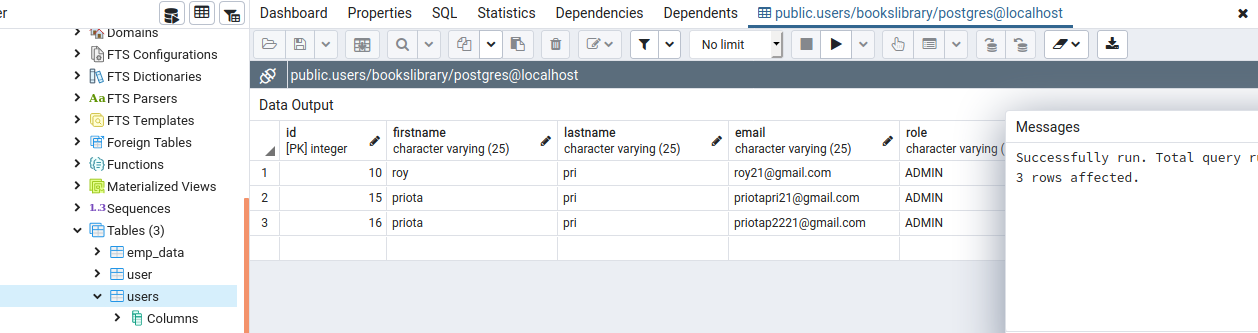 er
Dashboard Properties SQL Statistics Dependencies Dependents public.users/bookslibrary/postgres@localhost
Domains
FTS Configurations
FTS Dictionaries
FTS Parsers
FTS Templates
Foreign Tables
Functions
Materialized Views
1.3 Sequences
Tables (3)
emp_data
user
users
Columns
No limit
public.users/bookslibrary/postgres@localhost
Data Output
id firstname lastname email role
[PK] integer character varying (25) character varying (25) character varying (25) character varying (
1 10 roy pri roy21@gmail.com ADMIN
2 15 priota pri priotapri21@gmail.com ADMIN
3 16 priota pri priotap2221@gmail.com ADMIN
Messages
Successfully run. Total query
3 rows affected.